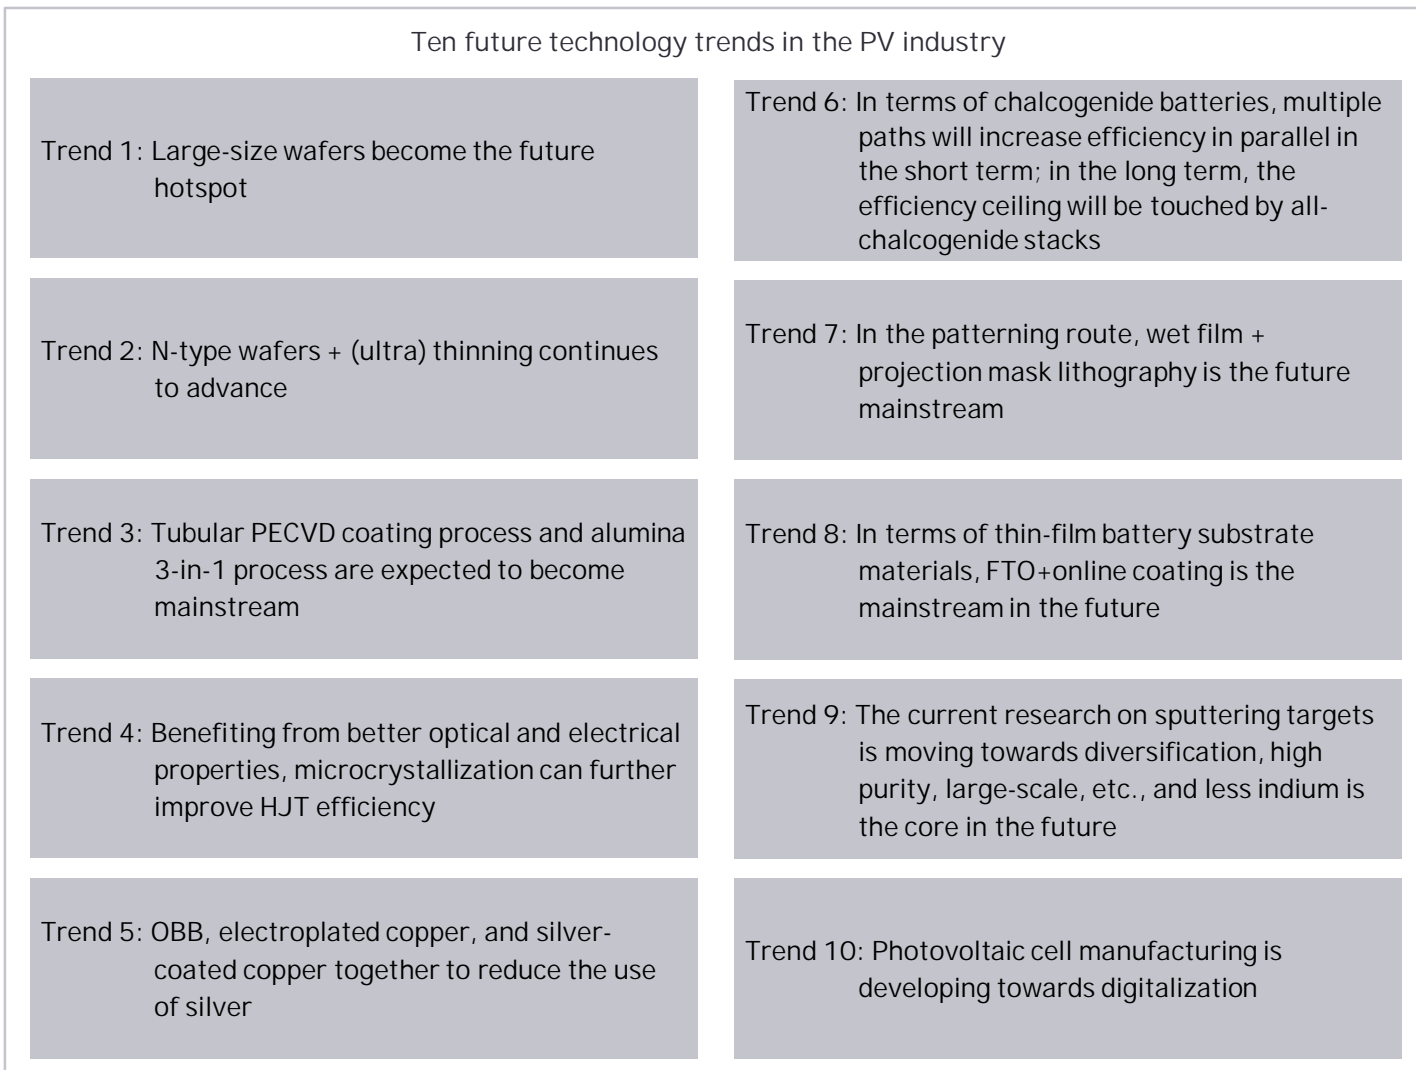 Ten future technology trends in the PV industry
Trend 1: Large-size wafers become the future
hotspot
Trend 2: N-type wafers + (ultra) thinning continues
to advance
Trend 3: Tubular PECVD coating process and alumina
3-in-1 process are expected to become
mainstream
Trend 4: Benefiting from better optical and electrical
properties, microcrystallization can further
improve HJT efficiency
Trend 5: OBB, electroplated copper, and silver-
coated copper together to reduce the use
of silver
Trend 6: In terms of chalcogenide batteries, multiple
paths will increase efficiency in parallel in
the short term; in the long term, the
efficiency ceiling will be touched by all-
chalcogenide stacks
Trend 7: In the patterning route, wet film +
projection mask lithography is the future
mainstream
Trend 8: In terms of thin-film battery substrate
materials, FTO+online coating is the
mainstream in the future
Trend 9: The current research on sputtering targets
is moving towards diversification, high
purity, large-scale, etc., and less indium is
the core in the future
Trend 10: Photovoltaic cell manufacturing is
developing towards digitalization